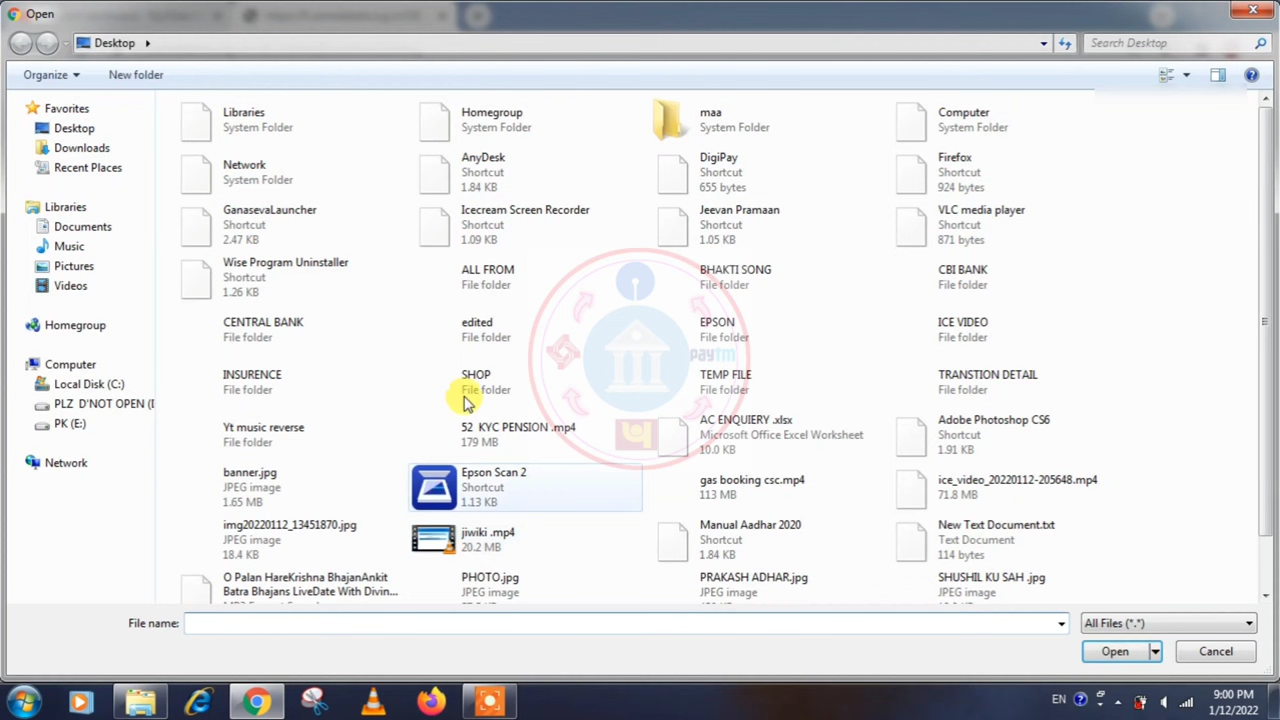 Open
Desktop
Search Desktop
Organize
New folder
Favorites
Desktop
Downloads
Recent Places
Libraries
Documents
Music
Pictures
Videos
Homegroup
Computer
Local Disk (C:)
PLZ D'NOT OPEN (
PK (E:)
Network
Libraries
System Folder
Homegroup
System Folder
maa
System Folder
Computer
System Folder
Network
System Folder
AnyDesk
Shortcut
1.84 KB
DigiPay
Shortcut
655 bytes
Firefox
Shortcut
924 bytes
GanasevaLauncher
Shortcut
2.47 KB
Icecream Screen Recorder
Shortcut
1.09 KB
Jeevan Pramaan
Shortcut
1.05 KB
VLC media player
Shortcut
871 bytes
Wise Program Uninstaller
Shortcut
1.26 KB
ALL FROM
File folder
BHAKTI SONG
File folder
CBI BANK
File folder
CENTRAL BANK
File folder
edited
File folder
EPSON
File folder
ICE VIDEO
File folder
INSURENCE
File folder
SHOP
File folder
TEMP FILE
File folder
TRANSTION DETAIL
File folder
Yt music reverse
File folder
52 KYC PENSION .mp4
179 MB
AC ENQUIERY .xlsx
Microsoft Office Excel Worksheet
10.0 KB
Adobe Photoshop CS6
Shortcut
1.91 KB
banner.jpg
JPEG image
1.65 MB
Epson Scan 2
Shortcut
1.13 KB
gas booking csc.mp4
113 MB
ice_video_20220112-205648.mp4
71.8 MB
img20220112_13451870.jpg
JPEG image
18.4 KB
jiwiki .mp4
20.2 MB
Manual Aadhar 2020
Shortcut
1.84 KB
New Text Document.txt
Text Document
114 bytes
O Palan HareKrishna BhajanAnkit
Batra Bhajans LiveDate With Divin...
PHOTO.jpg
JPEG image
PRAKASH ADHAR.jpg
JPEG image
SHUSHIL KU SAH .jpg
JPEG image
paytm
File name:
All Files (*.*)
Open
Cancel
EN
9:00 PM
1/12/2022